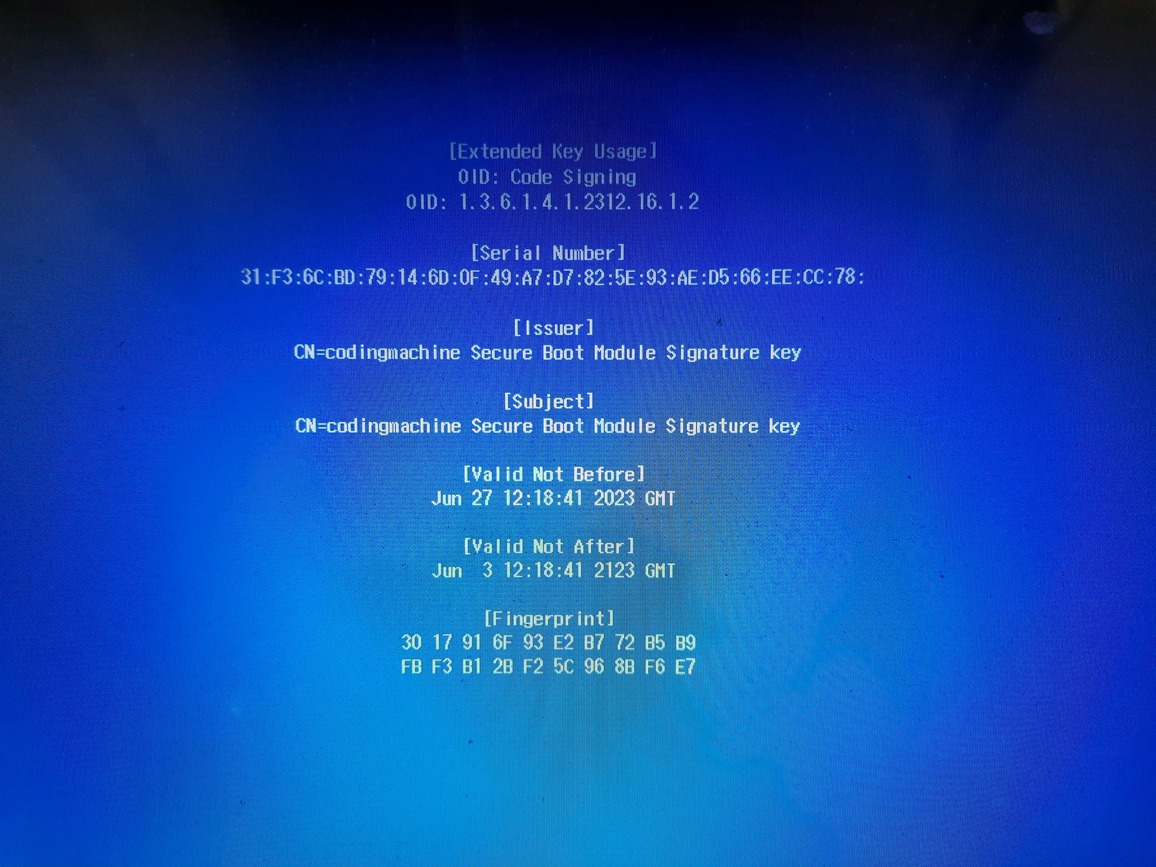 [Extended Key Usage]
OID: Code Signing
OID: 1.3.6.1.4.1.2312.16.1.2
[Serial Number]
31:F3:6C:BD:79:14:6D:0F:49:A7:D7:82:5E:93:AE:D5:66:EE:CC:78:
[Issuer]
CN=codingmachine Secure Boot Module Signature key
[Subject]
CN=codingmachine Secure Boot Module Signature key
[Valid Not Before]
Jun 27 12:18:41 2023 GMT
[Valid Not After]
Jun  3 12:18:41 2123 GMT
[Fingerprint]
30 17 91 6F 93 E2 B7 72 B5 B9
FB F3 B1 2B F2 5C 96 8B F6 E7